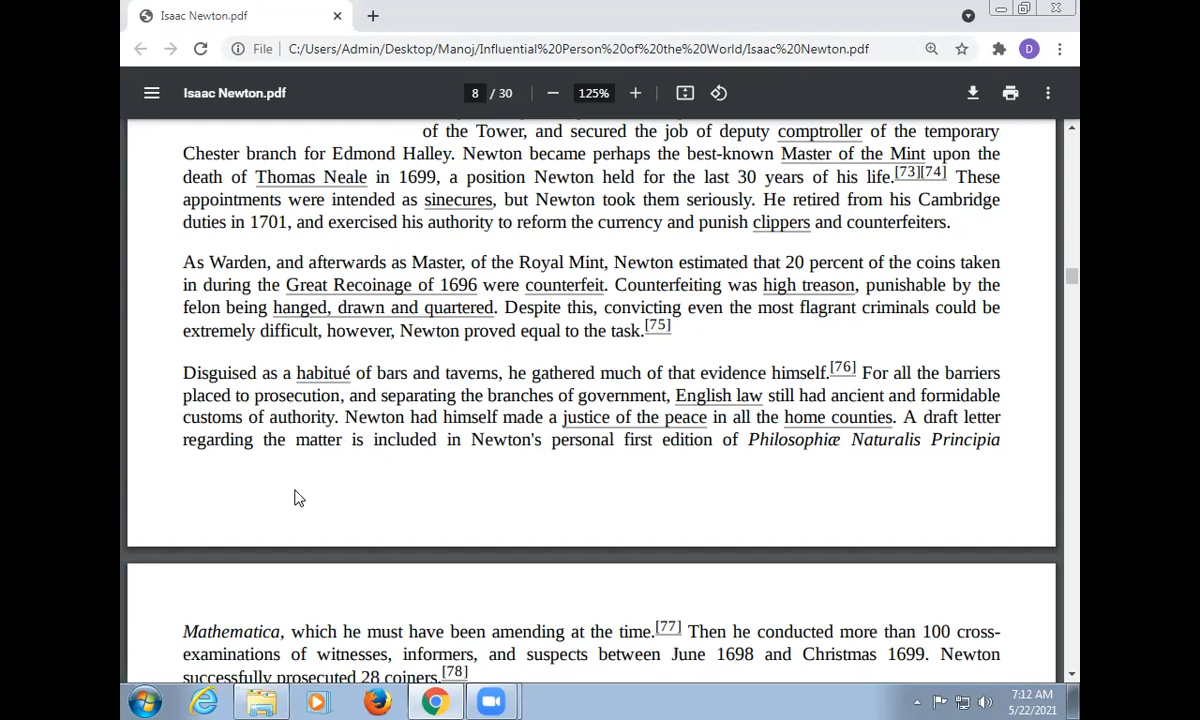 Isaac Newton.pdf
File C:/Users/Admin/Desktop/Manoj/Influential%20Person%20of%20the%20World/Isaac%20Newton.pdf D
Isaac Newton.pdf 8 / 30 125%
of the Tower, and secured the job of deputy comptroller of the temporary
Chester branch for Edmond Halley. Newton became perhaps the best-known Master of the Mint upon the
death of Thomas Neale in 1699, a position Newton held for the last 30 years of his life.[73][74] These
appointments were intended as sinecures, but Newton took them seriously. He retired from his Cambridge
duties in 1701, and exercised his authority to reform the currency and punish clippers and counterfeiters.
As Warden, and afterwards as Master, of the Royal Mint, Newton estimated that 20 percent of the coins taken
in during the Great Recoinage of 1696 were counterfeit. Counterfeiting was high treason, punishable by the
felon being hanged, drawn and quartered. Despite this, convicting even the most flagrant criminals could be
extremely difficult, however, Newton proved equal to the task.[75]
Disguised as a habitué of bars and taverns, he gathered much of that evidence himself.[76] For all the barriers
placed to prosecution, and separating the branches of government, English law still had ancient and formidable
customs of authority. Newton had himself made a justice of the peace in all the home counties. A draft letter
regarding the matter is included in Newton's personal first edition of Philosophiæ Naturalis Principia
Mathematica, which he must have been amending at the time.[77] Then he conducted more than 100 cross-
examinations of witnesses, informers, and suspects between June 1698 and Christmas 1699. Newton
successfully prosecuted 28 coiners.[78]
7:12 AM
5/22/2021